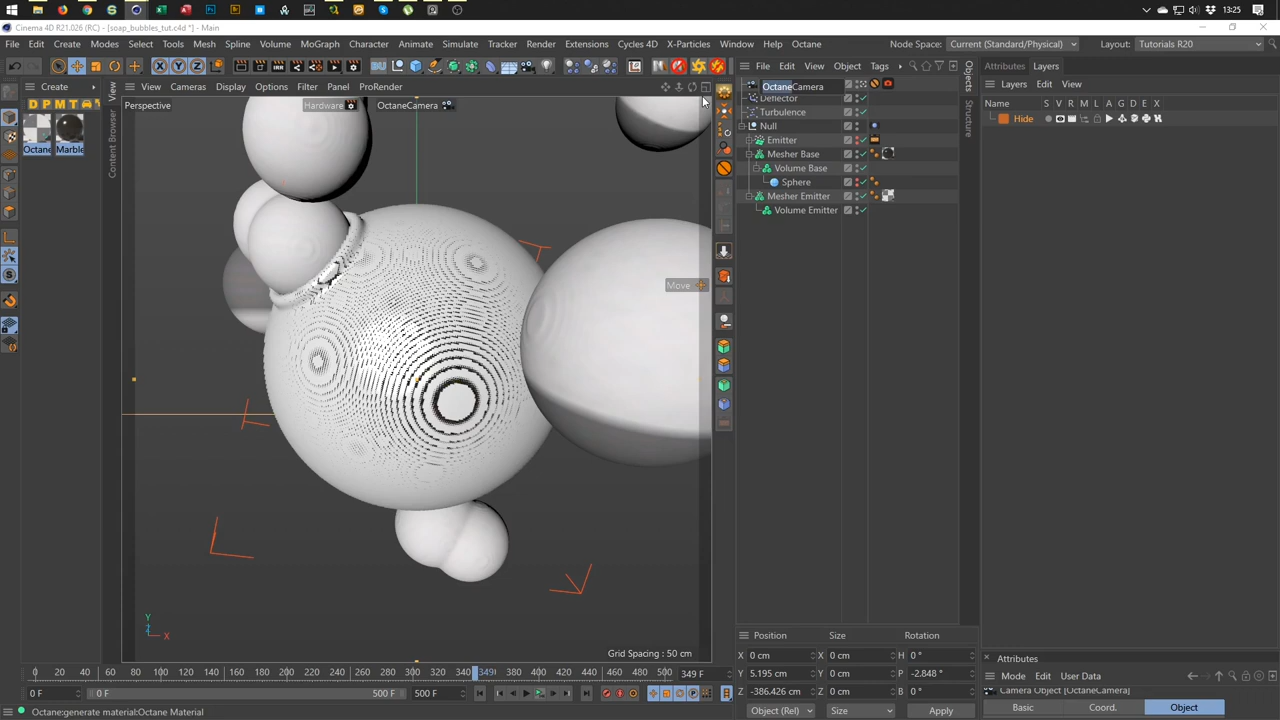 13:25
Cinema 4D R21.026 (RC) - [soap_bubbles_tut.c4d *] - Main
File Edit Create Modes Select Tools Mesh Spline Volume MoGraph Character Animate Simulate Tracker Render Extensions Cycles 4D X-Particles Window Help Octane Node Space: Current (Standard/Physical) Layout: Tutorials R20
X Y Z BU
Create
D P M T
Octane Marble
View
Content Browser
View Cameras Display Options Filter Panel ProRender
Perspective Hardware OctaneCamera
Move
Y
Z X
Grid Spacing : 50 cm
File Edit View Object Tags
OctaneCamera
Deflector
Turbulence
Null
Emitter
Mesher Base
Volume Base
Sphere
Mesher Emitter
Volume Emitter
Objects
Structure
Attributes Layers
Layers Edit View
Name S V R M L A G D E X
Hide
0 20 40 60 80 100 120 140 160 180 200 220 240 260 280 300 320 340 349 380 400 420 440 460 480 500 349 F
0 F 0 F 500 F 500 F
Position Size Rotation
X 0 cm X 0 cm H 0 °
Y 5.195 cm Y 0 cm P -2.848 °
Z -386.426 cm Z 0 cm B 0 °
Object (Rel) Size Apply
Attributes
Mode Edit User Data
Camera Object [OctaneCamera]
Basic Coord. Object
Octane:generate material:Octane Material